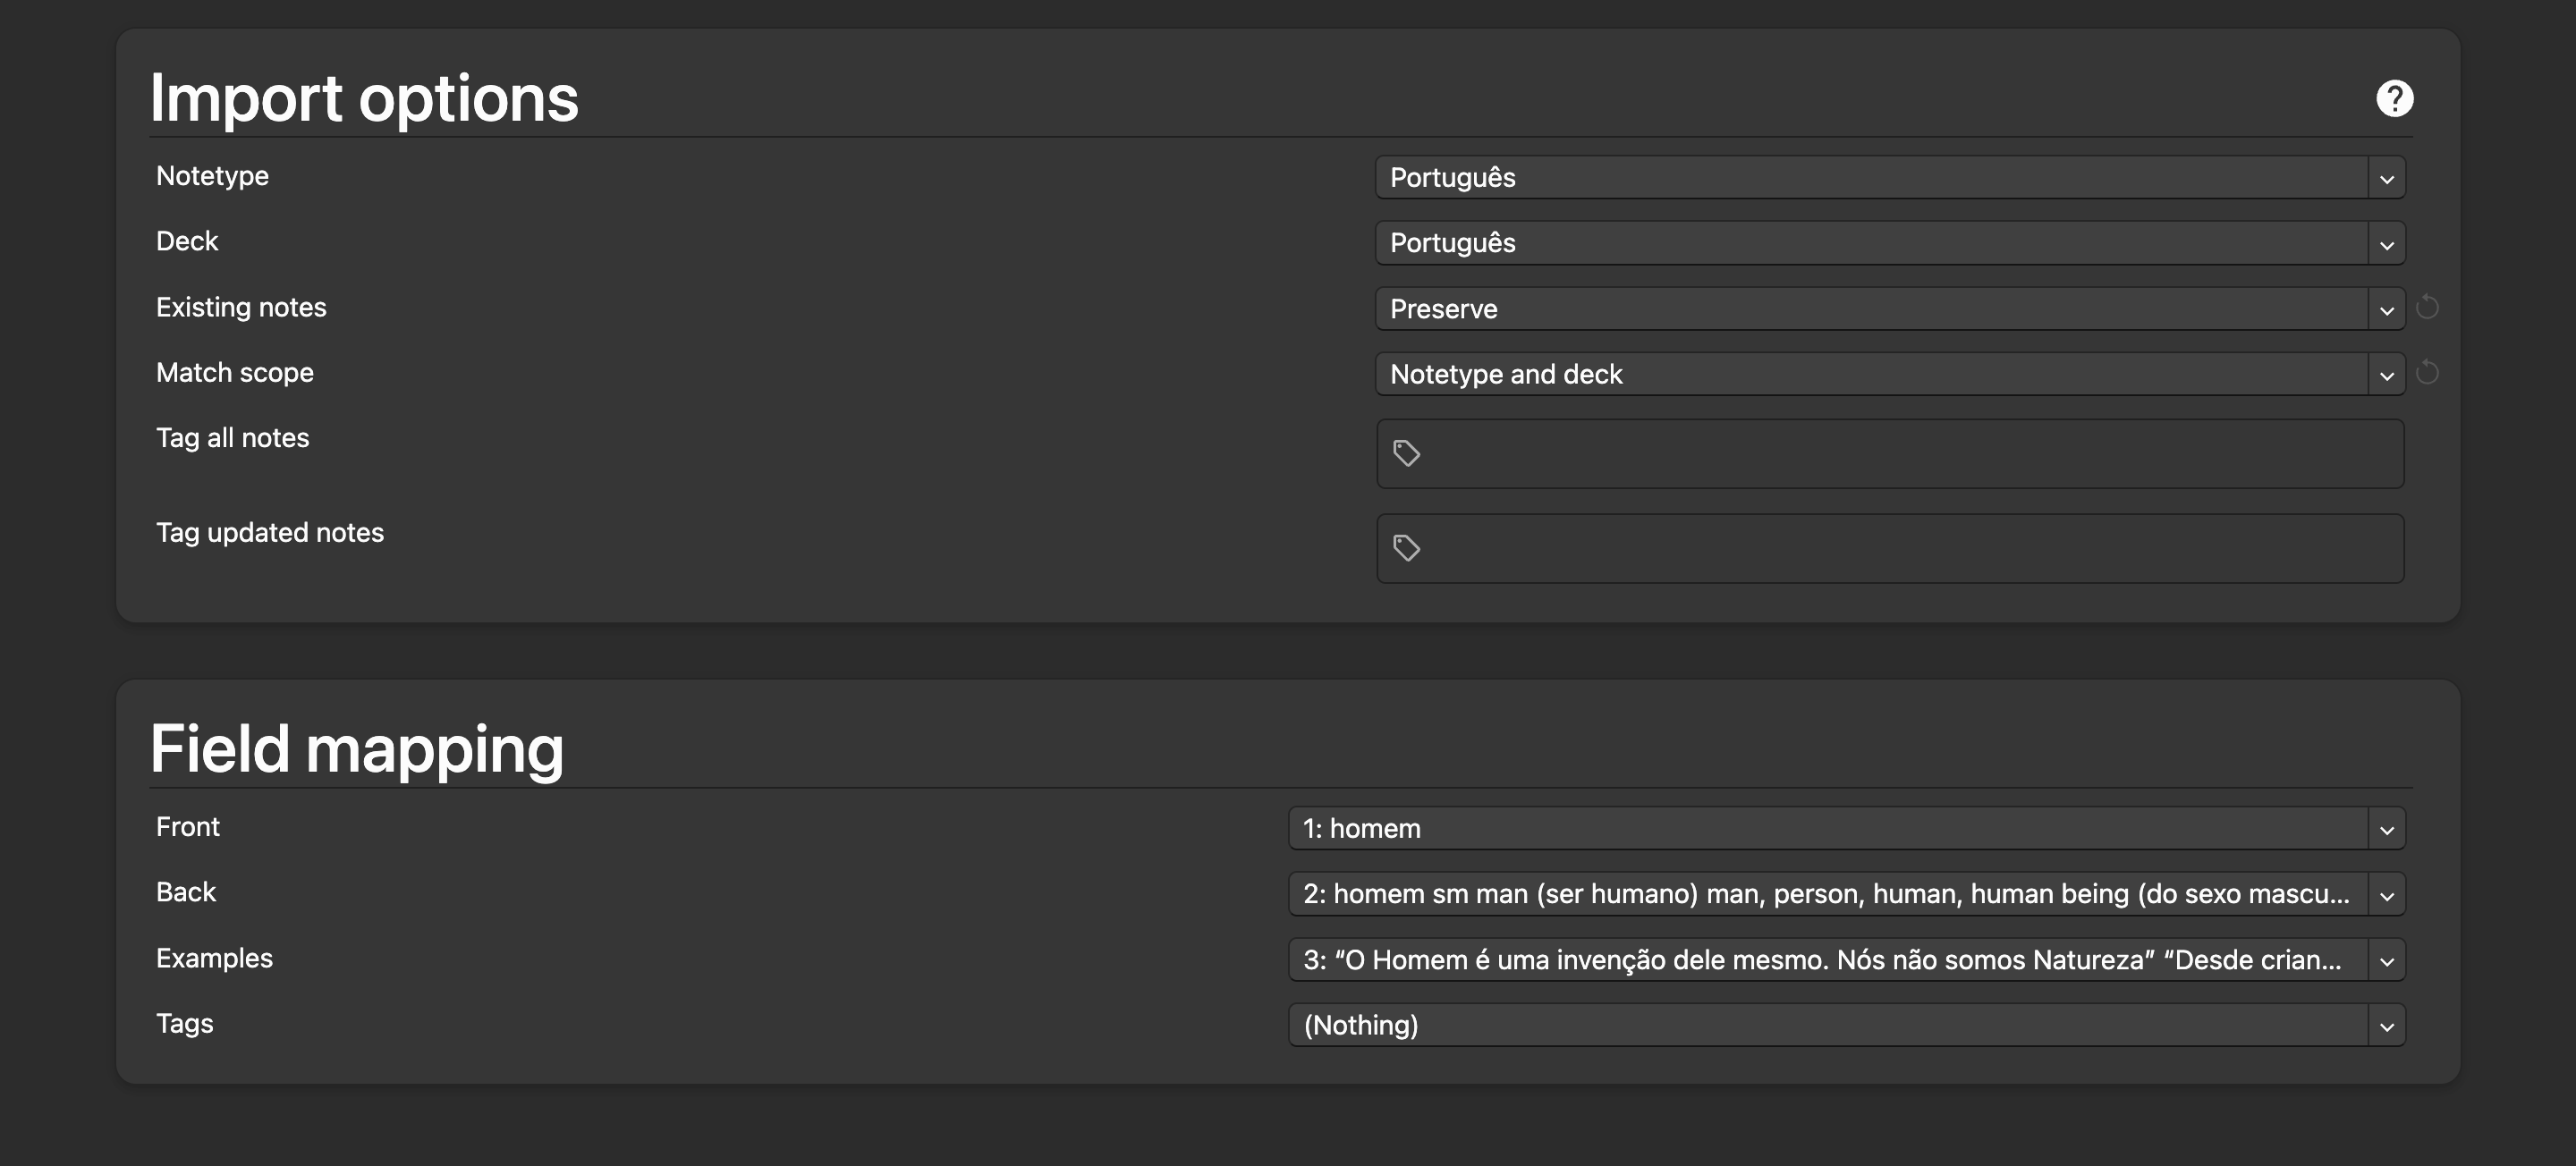 Import options
?
Notetype
Português
Deck
Português
Existing notes
Preserve
Match scope
Notetype and deck
Tag all notes
Tag updated notes
Field mapping
Front
1: homem
Back
2: homem sm man (ser humano) man, person, human, human being (do sexo mascu...
Examples
3: “O Homem é uma invenção dele mesmo. Nós não somos Natureza” “Desde crian...
Tags
(Nothing)